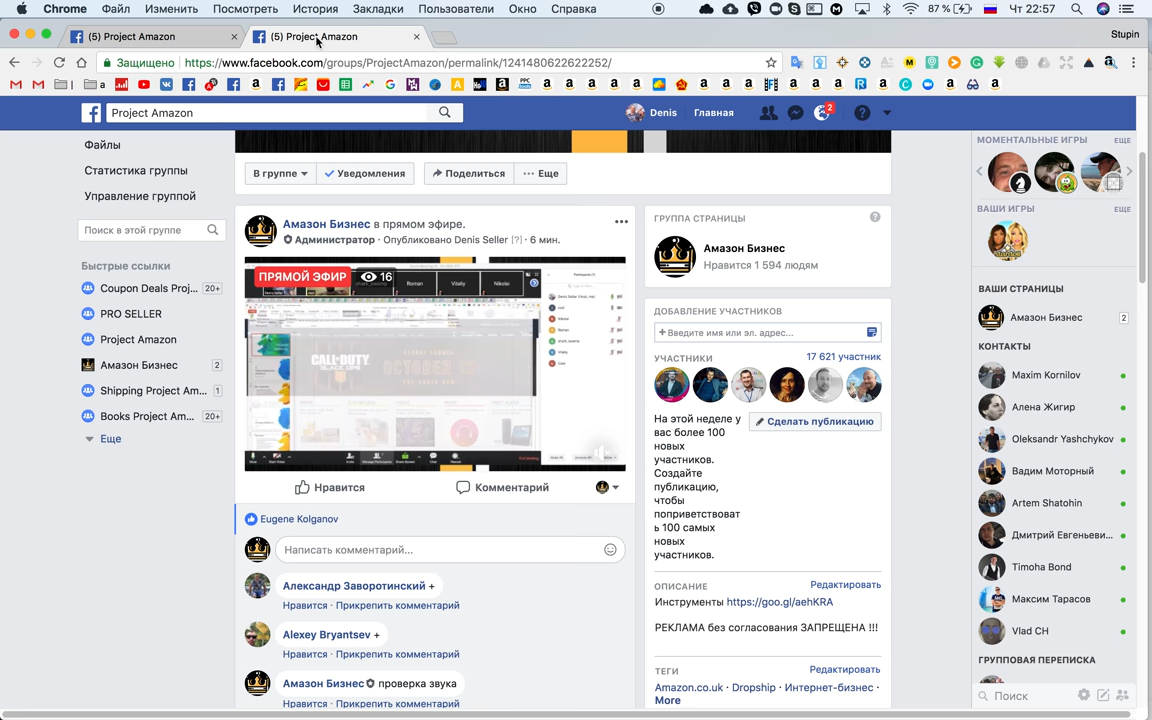 Chrome Файл Изменить Посмотреть История Закладки Пользователи Окно Справка
87 % Чт 22:57
(5) Project Amazon
(5) Project Amazon
Stupin
Защищено https://www.facebook.com/groups/ProjectAmazon/permalink/1241480622622252/
Project Amazon
Denis Главная 2
Файлы
Статистика группы
Управление группой
Поиск в этой группе
Быстрые ссылки
Coupon Deals Proj... 20+
PRO SELLER
Project Amazon
Амазон Бизнес 2
Shipping Project Am... 1
Books Project Am... 20+
Еще
В группе Уведомления Поделиться ··· Еще
Амазон Бизнес в прямом эфире.
Администратор · Опубликовано Denis Seller [?] · 6 мин.
ПРЯМОЙ ЭФИР 16
Roman Vitaliy Nikolai
CALL OF DUTY
BLACK OPS
Нравится Комментарий
Eugene Kolganov
Написать комментарий...
Александр Заворотинский +
Нравится · Прикрепить комментарий
Alexey Bryantsev +
Нравится · Прикрепить комментарий
Амазон Бизнес проверка звука
Нравится · Прикрепить комментарий
ГРУППА СТРАНИЦЫ ?
Амазон Бизнес
Нравится 1 594 людям
ДОБАВЛЕНИЕ УЧАСТНИКОВ
+ Введите имя или эл. адрес...
УЧАСТНИКИ 17 621 участник
На этой неделе у
вас более 100
новых
участников.
Создайте
публикацию,
чтобы
поприветствоват
ь 100 самых
новых
участников.
Сделать публикацию
ОПИСАНИЕ Редактировать
Инструменты https://goo.gl/aehKRA
РЕКЛАМА без согласования ЗАПРЕЩЕНА !!!
ТЕГИ Редактировать
Amazon.co.uk · Dropship · Интернет-бизнес ·
More
МОМЕНТАЛЬНЫЕ ИГРЫ ЕЩЕ
ВАШИ ИГРЫ ЕЩЕ
ВАШИ СТРАНИЦЫ
Амазон Бизнес 2
КОНТАКТЫ
Maxim Kornilov
Алена Жигир
Oleksandr Yashchykov
Вадим Моторный
Artem Shatohin
Дмитрий Евгеньеви...
Timoha Bond
Максим Тарасов
Vlad CH
ГРУППОВАЯ ПЕРЕПИСКА
Поиск